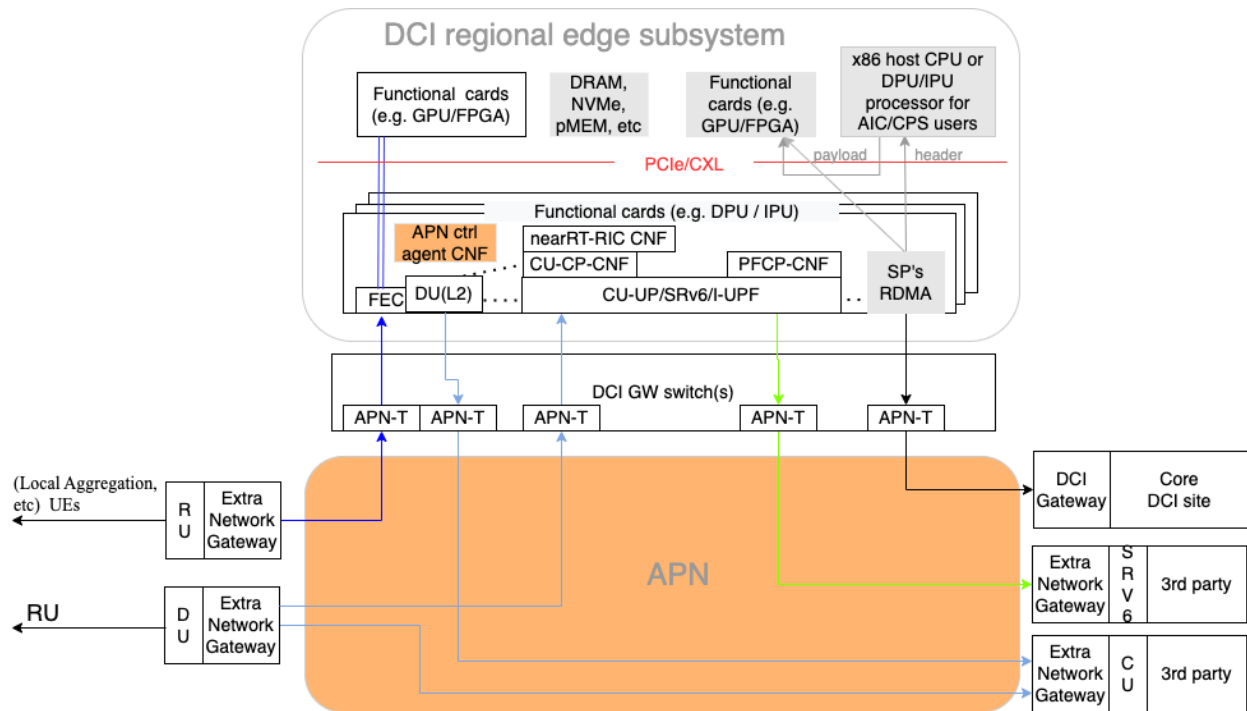 DCI regional edge subsystem
Functional cards
(e.g. GPU/FPGA)
DRAM,
NVMe,
pMEM, etc
Functional
cards (e.g.
GPU/FPGA)
x86 host CPU or
DPU/IPU
processor for
AIC/CPS users
payload
header
PCIe/CXL
Functional cards (e.g. DPU / IPU)
APN ctrl
agent CNF
nearRT-RIC CNF
CU-CP-CNF
PFCP-CNF
FEC
DU(L2)
CU-UP/SRv6/I-UPF
SP's
RDMA
DCI GW switch(s)
APN-T
APN-T
APN-T
APN-T
APN-T
(Local Aggregation,
etc) UEs
R
U
Extra
Network
Gateway
RU
D
U
Extra
Network
Gateway
APN
DCI
Gateway
Core
DCI site
Extra
Network
Gateway
S
R
V
6
3rd party
Extra
Network
Gateway
C
U
3rd party